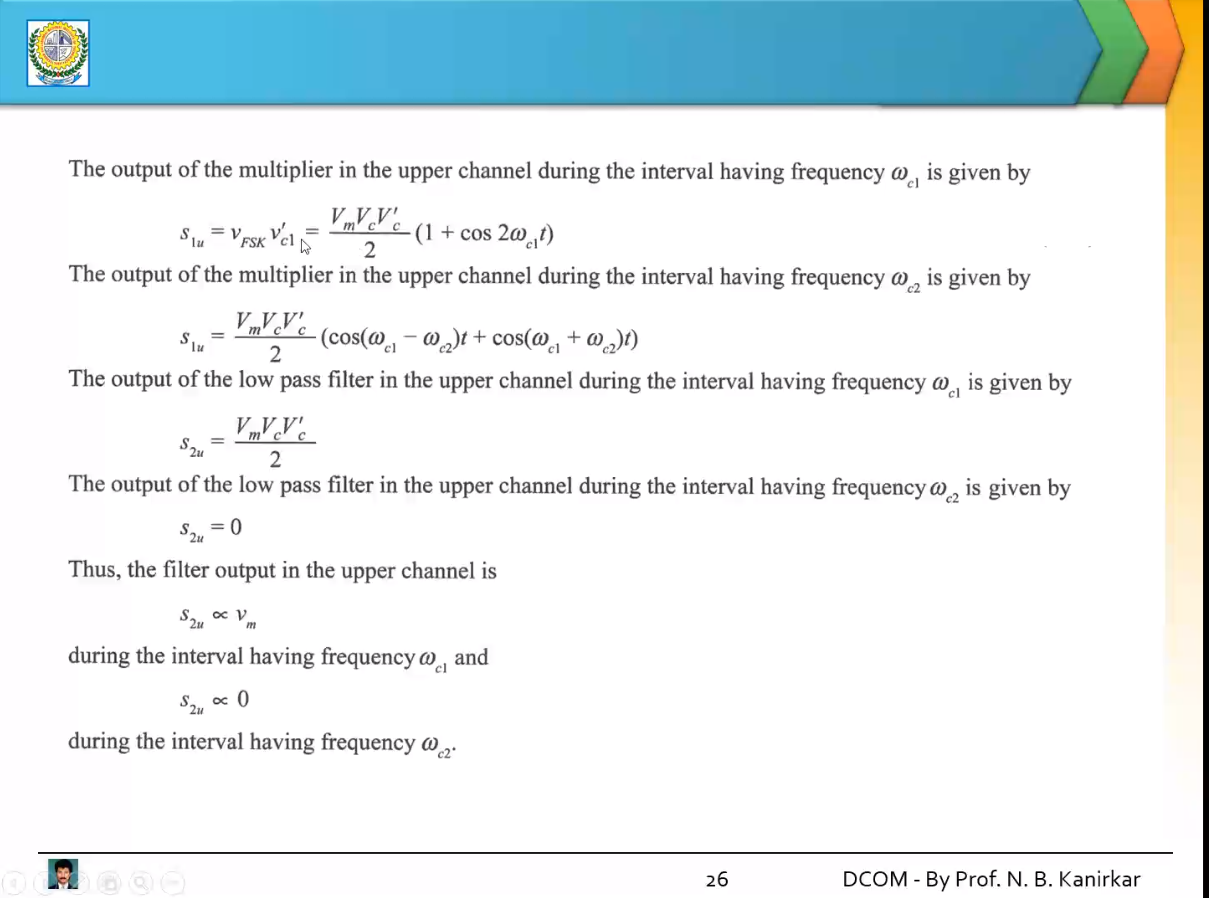 The output of the multiplier in the upper channel during the interval having frequency ω_c1 is given by
s_1u = v_FSK v′_c1 = V_m V_c V′_c / 2 (1 + cos 2ω_c1 t)
The output of the multiplier in the upper channel during the interval having frequency ω_c2 is given by
s_1u = V_m V_c V′_c / 2 (cos(ω_c1 − ω_c2)t + cos(ω_c1 + ω_c2)t)
The output of the low pass filter in the upper channel during the interval having frequency ω_c1 is given by
s_2u = V_m V_c V′_c / 2
The output of the low pass filter in the upper channel during the interval having frequency ω_c2 is given by
s_2u = 0
Thus, the filter output in the upper channel is
s_2u ∝ v_m
during the interval having frequency ω_c1 and
s_2u ∝ 0
during the interval having frequency ω_c2.
26 DCOM - By Prof. N. B. Kanirkar